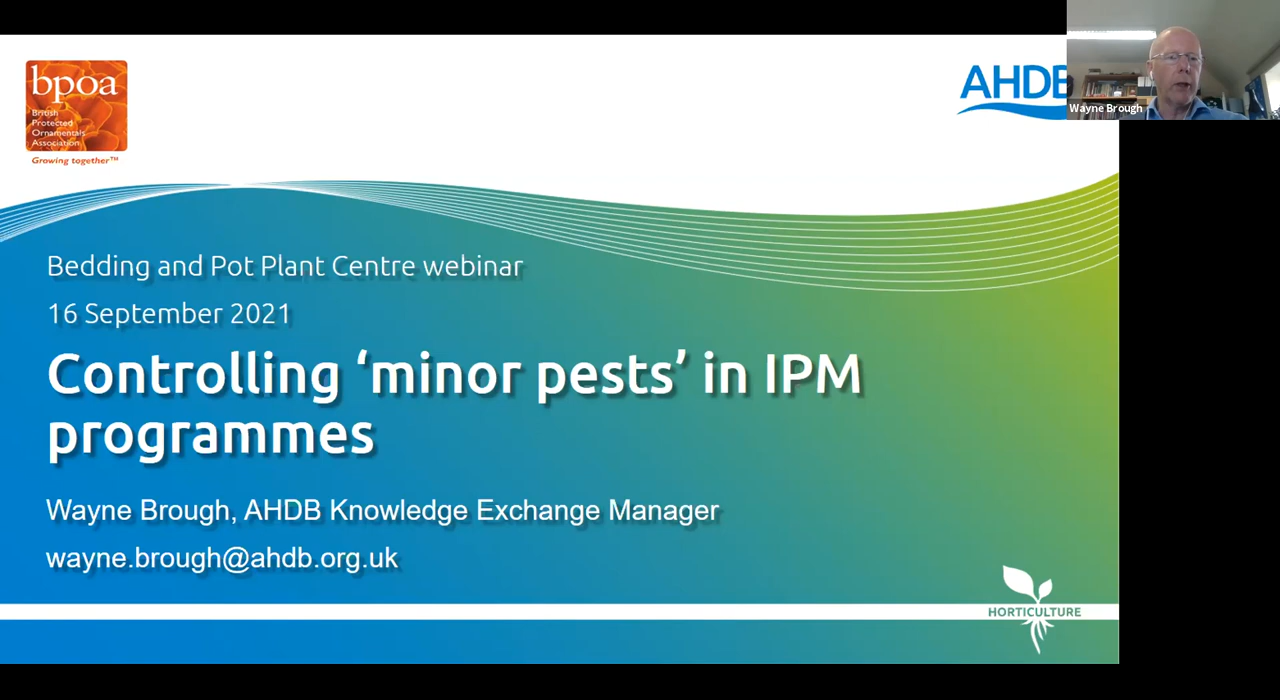 bpoa
British
Protected
Ornamentals
Association
Growing together™
AHDB
Wayne Brough
Bedding and Pot Plant Centre webinar
16 September 2021
Controlling ‘minor pests’ in IPM
programmes
Wayne Brough, AHDB Knowledge Exchange Manager
wayne.brough@ahdb.org.uk
HORTICULTURE